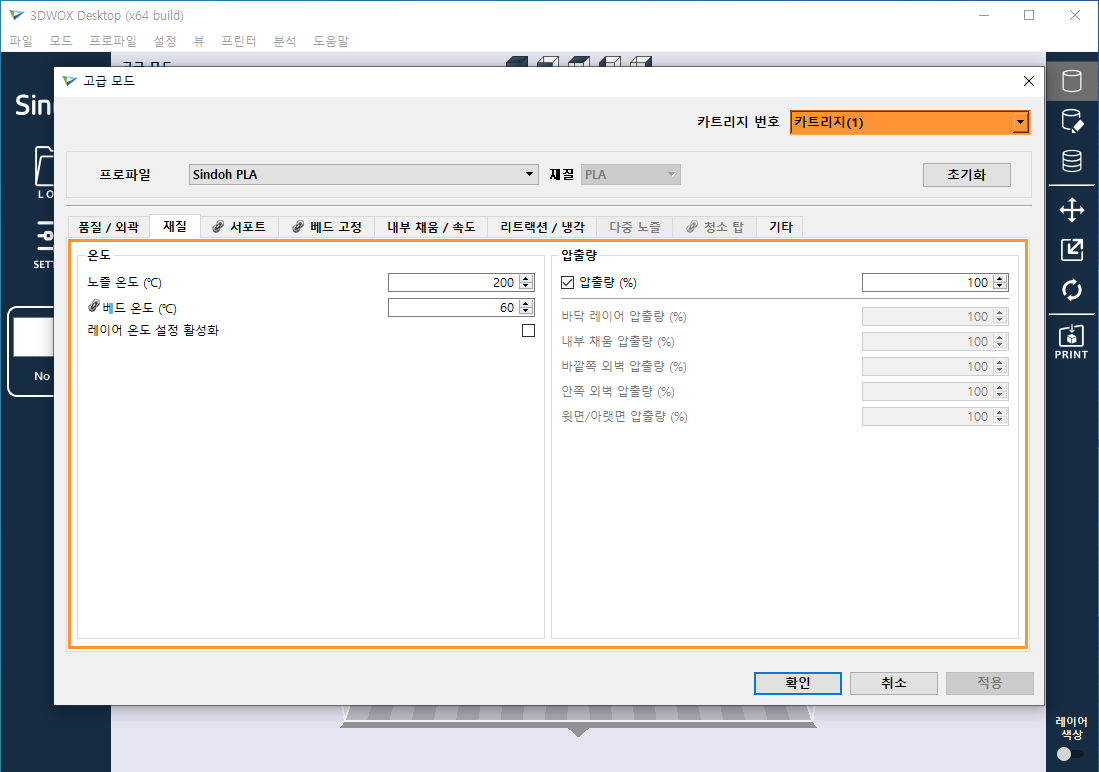 3DWOX Desktop (x64 build)
파일 모드 프로파일 설정 뷰 프린터 분석 도움말
고급 모드
고급 모드
카트리지 번호 카트리지(1)
프로파일 Sindoh PLA 재질 PLA 초기화
품질 / 외곽 재질 서포트 베드 고정 내부 채움 / 속도 리트랙션 / 냉각 다중 노즐 청소 탑 기타
온도
노즐 온도 (℃) 200
베드 온도 (℃) 60
레이어 온도 설정 활성화
압출량
압출량 (%) 100
바닥 레이어 압출량 (%) 100
내부 채움 압출량 (%) 100
바깥쪽 외벽 압출량 (%) 100
안쪽 외벽 압출량 (%) 100
윗면/아랫면 압출량 (%) 100
확인 취소 적용
Sin
LO
SET
No
PRINT
레이어
색상